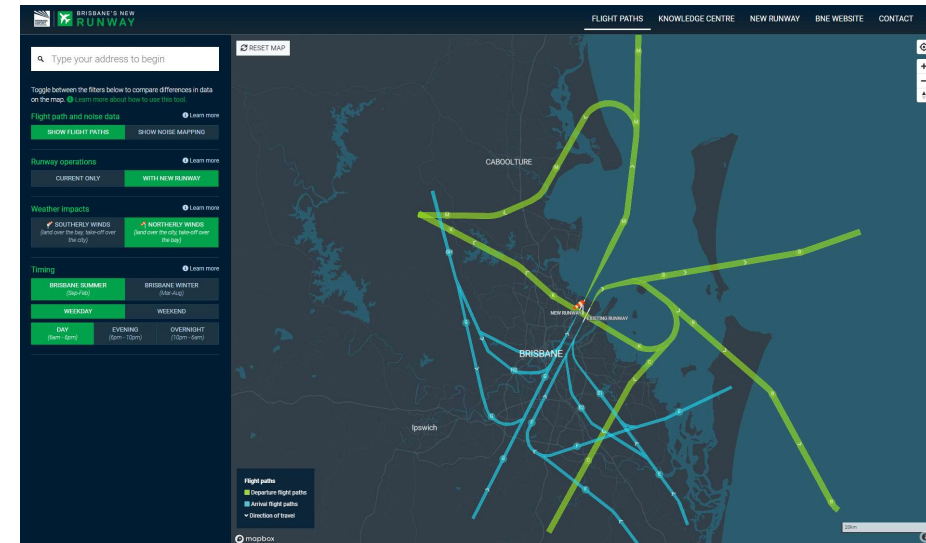 BRISBANE'S NEW
RUNWAY
FLIGHT PATHS
KNOWLEDGE CENTRE
NEW RUNWAY
BNE WEBSITE
CONTACT
Type your address to begin
RESET MAP
Toggle between the filters below to compare differences in data
on the map. Learn more about how to use this tool.
Flight path and noise data
Learn more
SHOW FLIGHT PATHS
SHOW NOISE MAPPING
Runway operations
Learn more
CURRENT ONLY
WITH NEW RUNWAY
Weather impacts
Learn more
SOUTHERLY WINDS
(land over the bay, take-off over
the city)
NORTHERLY WINDS
(land over the city, take-off over
the bay)
Timing
Learn more
BRISBANE SUMMER
(Sep-Feb)
BRISBANE WINTER
(Mar-Aug)
WEEKDAY
WEEKEND
DAY
(6am - 6pm)
EVENING
(6pm - 10pm)
OVERNIGHT
(10pm - 6am)
CABOOLTURE
NEW RUNWAY
EXISTING RUNWAY
BRISBANE
Ipswich
Flight paths
Departure flight paths
Arrival flight paths
Direction of travel
mapbox
20km